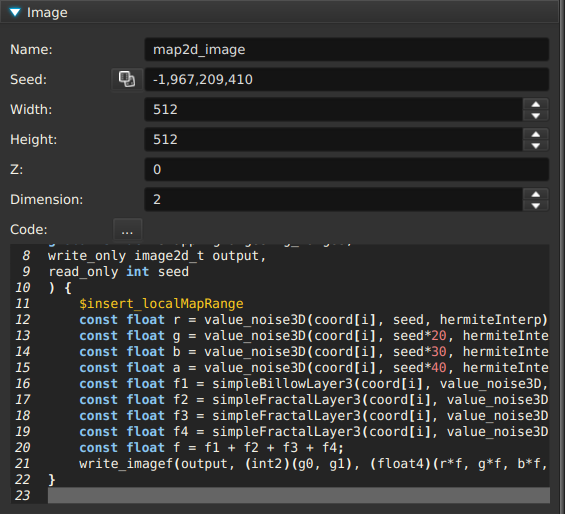 Image
Name: map2d_image
Seed: -1,967,209,410
Width: 512
Height: 512
Z: 0
Dimension: 2
Code: ...
8 write_only image2d_t output,
9 read_only int seed
10 ) {
11 $insert_localMapRange
12 const float r = value_noise3D(coord[i], seed, hermiteInterp)
13 const float g = value_noise3D(coord[i], seed*20, hermiteInte
14 const float b = value_noise3D(coord[i], seed*30, hermiteInte
15 const float a = value_noise3D(coord[i], seed*40, hermiteInte
16 const float f1 = simpleBillowLayer3(coord[i], value_noise3D,
17 const float f2 = simpleFractalLayer3(coord[i], value_noise3D
18 const float f3 = simpleFractalLayer3(coord[i], value_noise3D
19 const float f4 = simpleFractalLayer3(coord[i], value_noise3D
20 const float f = f1 + f2 + f3 + f4;
21 write_imagef(output, (int2)(g0, g1), (float4)(r*f, g*f, b*f,
22 }
23